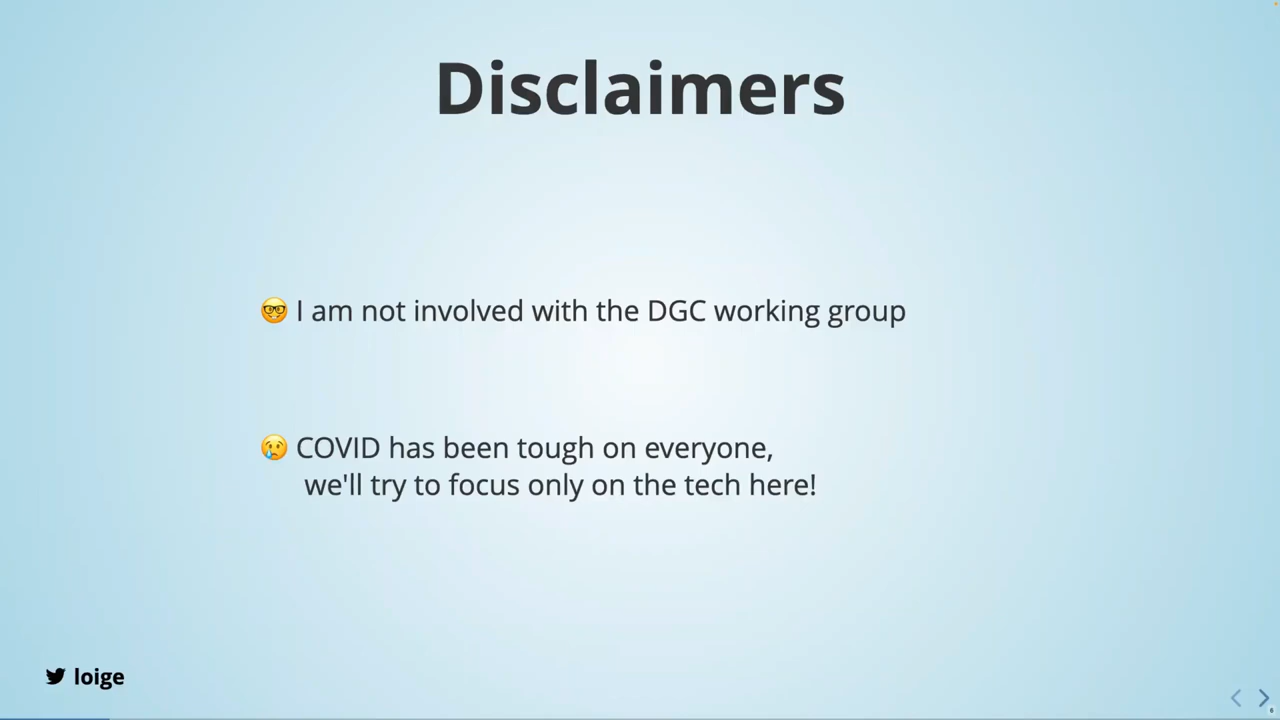 Disclaimers
🤓 I am not involved with the DGC working group
😢 COVID has been tough on everyone,
we'll try to focus only on the tech here!
loige
6